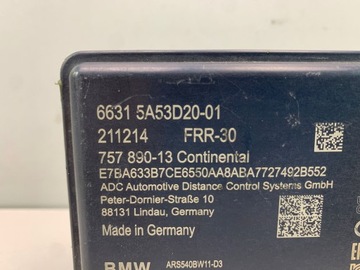 6631 5A53D20-01
211214 FRR-30
757 890-13 Continental
E7BA633B7CE6550AA8ABA7727492B552
ADC Automotive Distance Control Systems GmbH
Peter-Dornier-Straße 10
88131 Lindau, Germany
Made in Germany
BMW ARS540BW11-D3